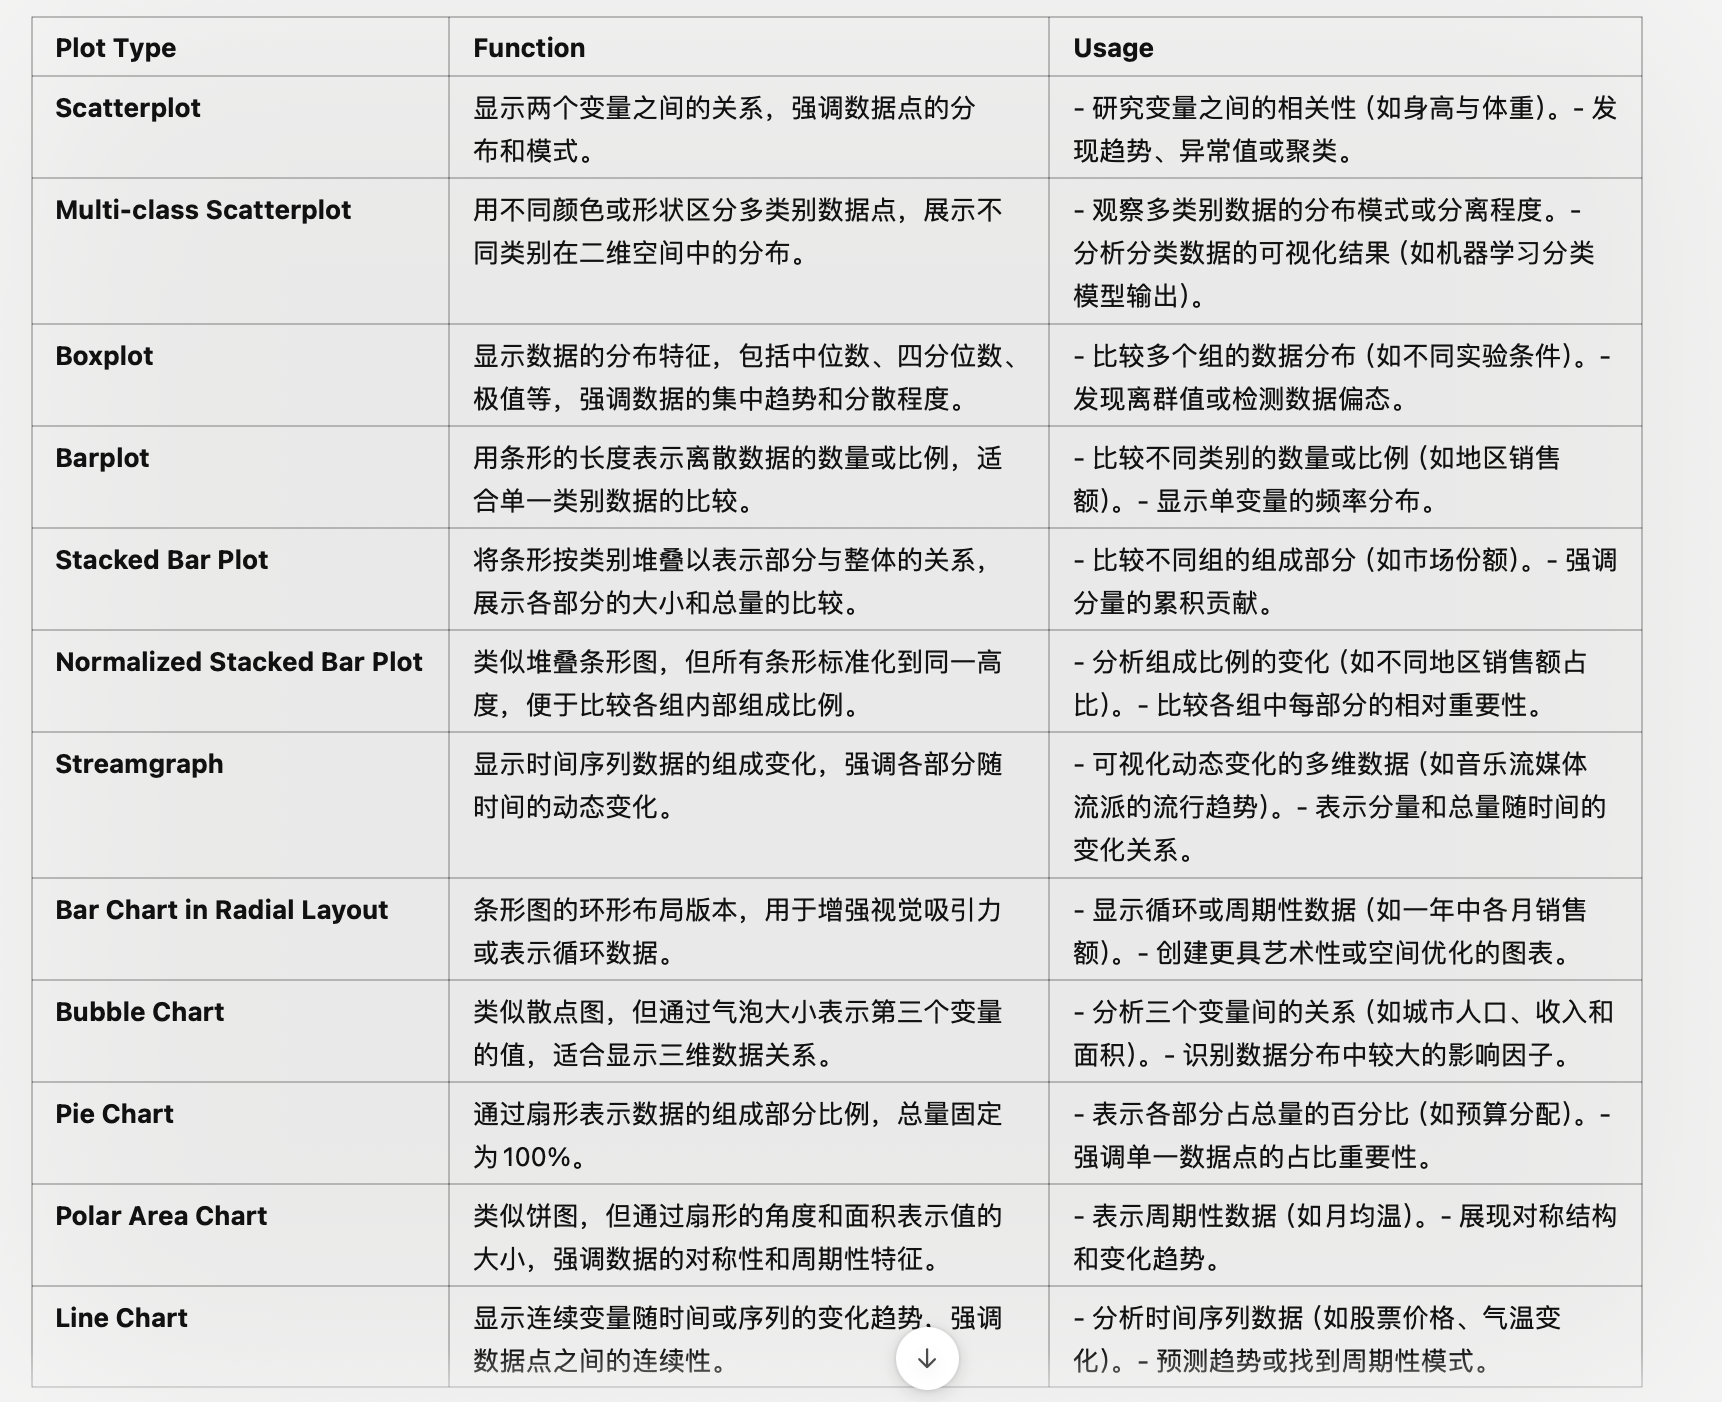 Plot Type
Function
Usage
Scatterplot
显示两个变量之间的关系，强调数据点的分
布和模式。
- 研究变量之间的相关性（如身高与体重）。- 发
现趋势、异常值或聚类。
Multi-class Scatterplot
用不同颜色或形状区分多类别数据点，展示不
同类别在二维空间中的分布。
- 观察多类别数据的分布模式或分离程度。-
分析分类数据的可视化结果（如机器学习分类
模型输出）。
Boxplot
显示数据的分布特征，包括中位数、四分位数、
极值等，强调数据的集中趋势和分散程度。
- 比较多个组的数据分布（如不同实验条件）。-
发现离群值或检测数据偏态。
Barplot
用条形的长度表示离散数据的数量或比例，适
合单一类别数据的比较。
- 比较不同类别的数量或比例（如地区销售
额）。- 显示单变量的频率分布。
Stacked Bar Plot
将条形按类别堆叠以表示部分与整体的关系，
展示各部分的大小和总量的比较。
- 比较不同组的组成部分（如市场份额）。- 强调
分量的累积贡献。
Normalized Stacked Bar Plot
类似堆叠条形图，但所有条形标准化到同一高
度，便于比较各组内部组成比例。
- 分析组成比例的变化（如不同地区销售额占
比）。- 比较各组中每部分的相对重要性。
Streamgraph
显示时间序列数据的组成变化，强调各部分随
时间的动态变化。
- 可视化动态变化的多维数据（如音乐流媒体
流派的流行趋势）。- 表示分量和总量随时间的
变化关系。
Bar Chart in Radial Layout
条形图的环形布局版本，用于增强视觉吸引力
或表示循环数据。
- 显示循环或周期性数据（如一年中各月销售
额）。- 创建更具艺术性或空间优化的图表。
Bubble Chart
类似散点图，但通过气泡大小表示第三个变量
的值，适合显示三维数据关系。
- 分析三个变量间的关系（如城市人口、收入和
面积）。- 识别数据分布中较大的影响因子。
Pie Chart
通过扇形表示数据的组成部分比例，总量固定
为 100%。
- 表示各部分占总量的百分比（如预算分配）。-
强调单一数据点的占比重要性。
Polar Area Chart
类似饼图，但通过扇形的角度和面积表示值的
大小，强调数据的对称性和周期性特征。
- 表示周期性数据（如月均温）。- 展现对称结构
和变化趋势。
Line Chart
显示连续变量随时间或序列的变化趋势，强调
数据点之间的连续性。
- 分析时间序列数据（如股票价格、气温变
化）。- 预测趋势或找到周期性模式。